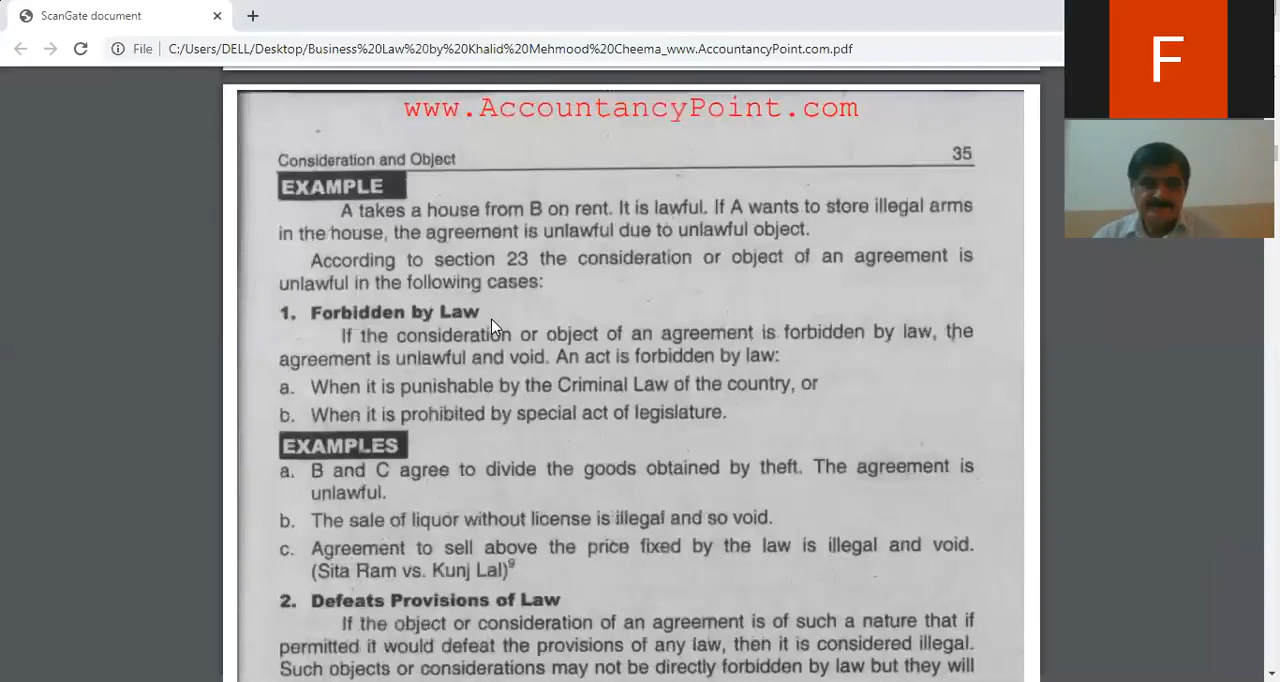 ScanGate document
File
C:/Users/DELL/Desktop/Business%20Law%20by%20Khalid%20Mehmood%20Cheema_www.AccountancyPoint.com.pdf
F
www.AccountancyPoint.com
Consideration and Object 35
EXAMPLE
A takes a house from B on rent. It is lawful. If A wants to store illegal arms
in the house, the agreement is unlawful due to unlawful object.
According to section 23 the consideration or object of an agreement is
unlawful in the following cases:
1. Forbidden by Law
If the consideration or object of an agreement is forbidden by law, the
agreement is unlawful and void. An act is forbidden by law:
a. When it is punishable by the Criminal Law of the country, or
b. When it is prohibited by special act of legislature.
EXAMPLES
a. B and C agree to divide the goods obtained by theft. The agreement is
unlawful.
b. The sale of liquor without license is illegal and so void.
c. Agreement to sell above the price fixed by the law is illegal and void.
(Sita Ram vs. Kunj Lal)⁹
2. Defeats Provisions of Law
If the object or consideration of an agreement is of such a nature that if
permitted it would defeat the provisions of any law, then it is considered illegal.
Such objects or considerations may not be directly forbidden by law but they will